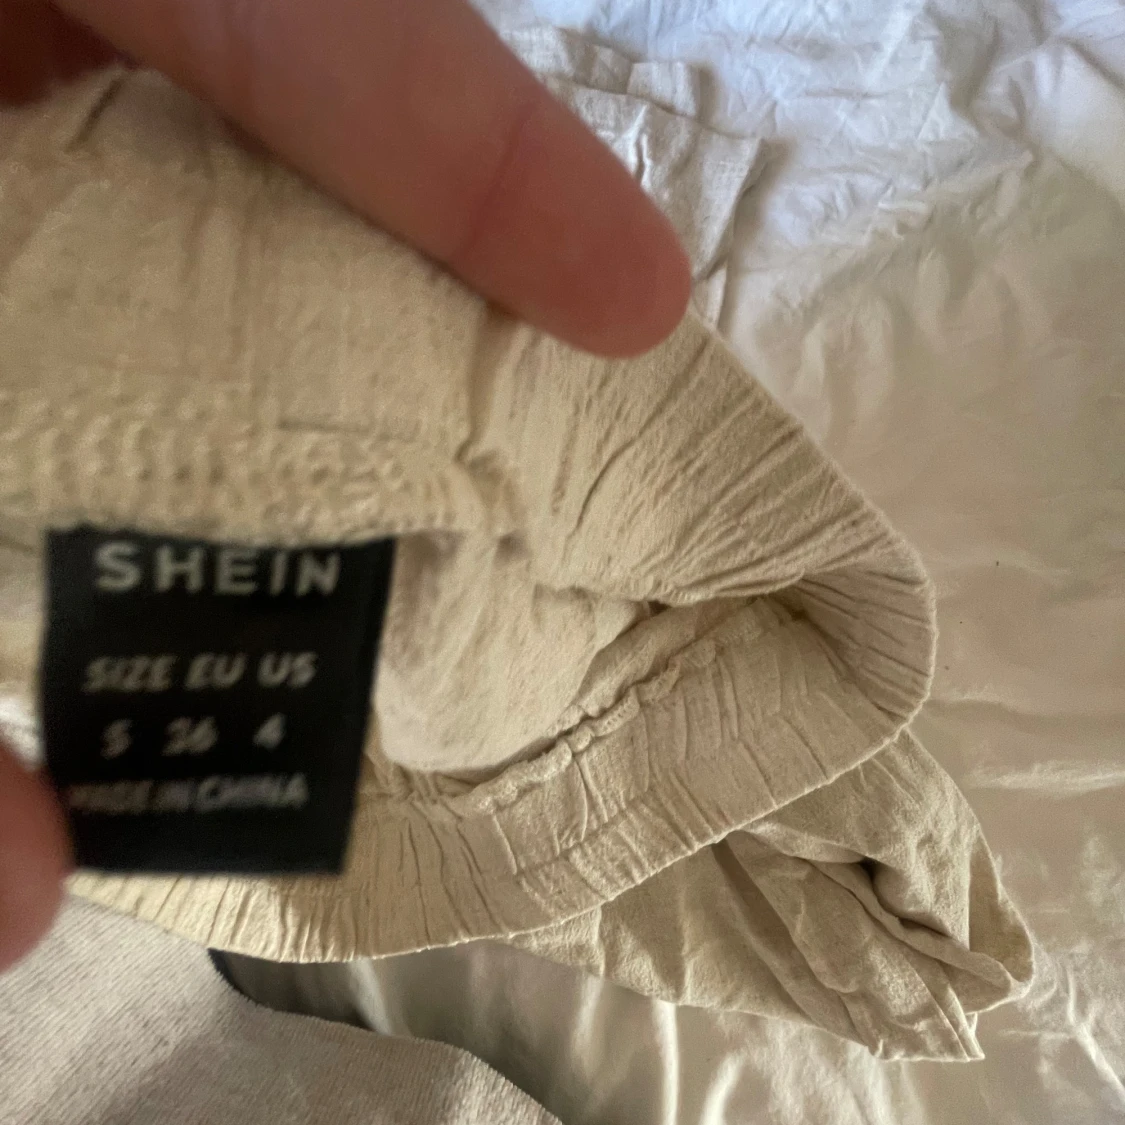 SHEIN
SIZE EU US
S 36 4
MADE IN CHINA